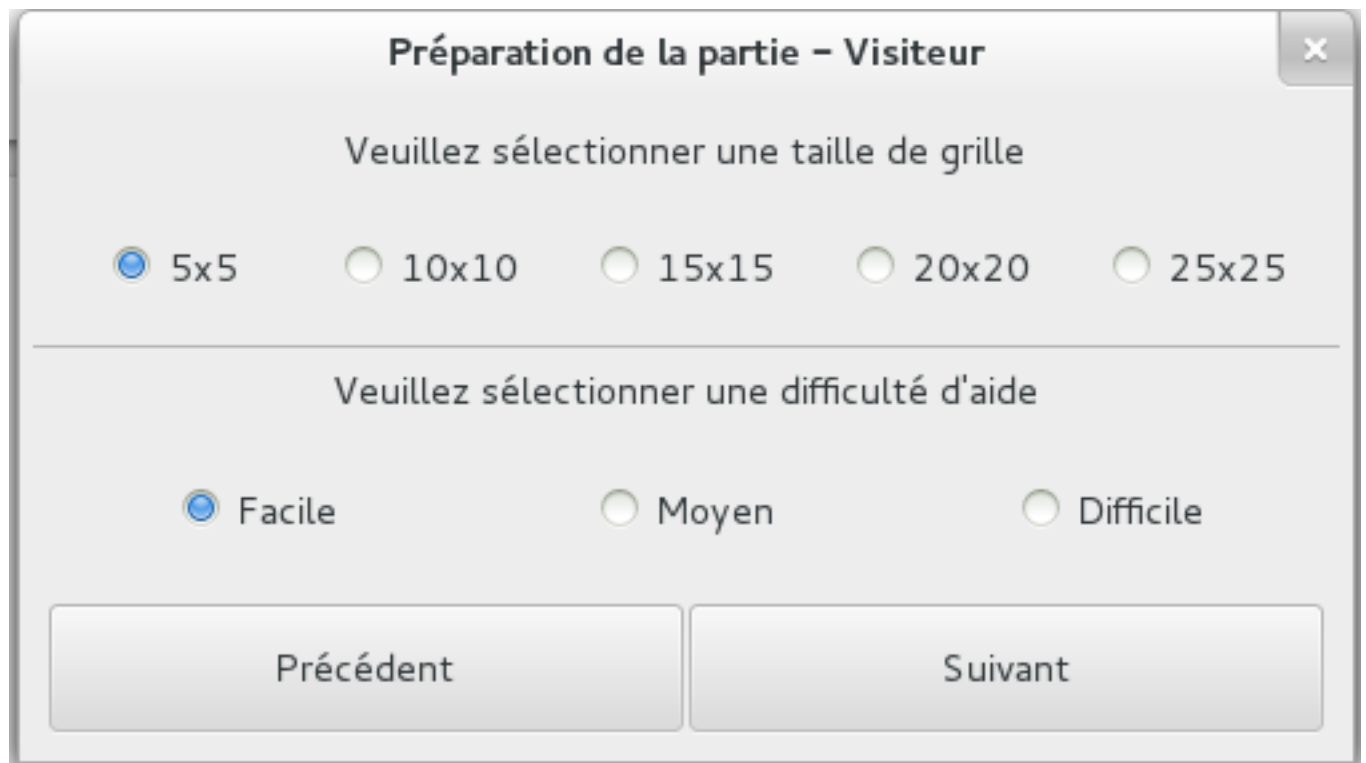 Préparation de la partie – Visiteur
Veuillez sélectionner une taille de grille
5x5 10x10 15x15 20x20 25x25
Veuillez sélectionner une difficulté d'aide
Facile Moyen Difficile
Précédent Suivant